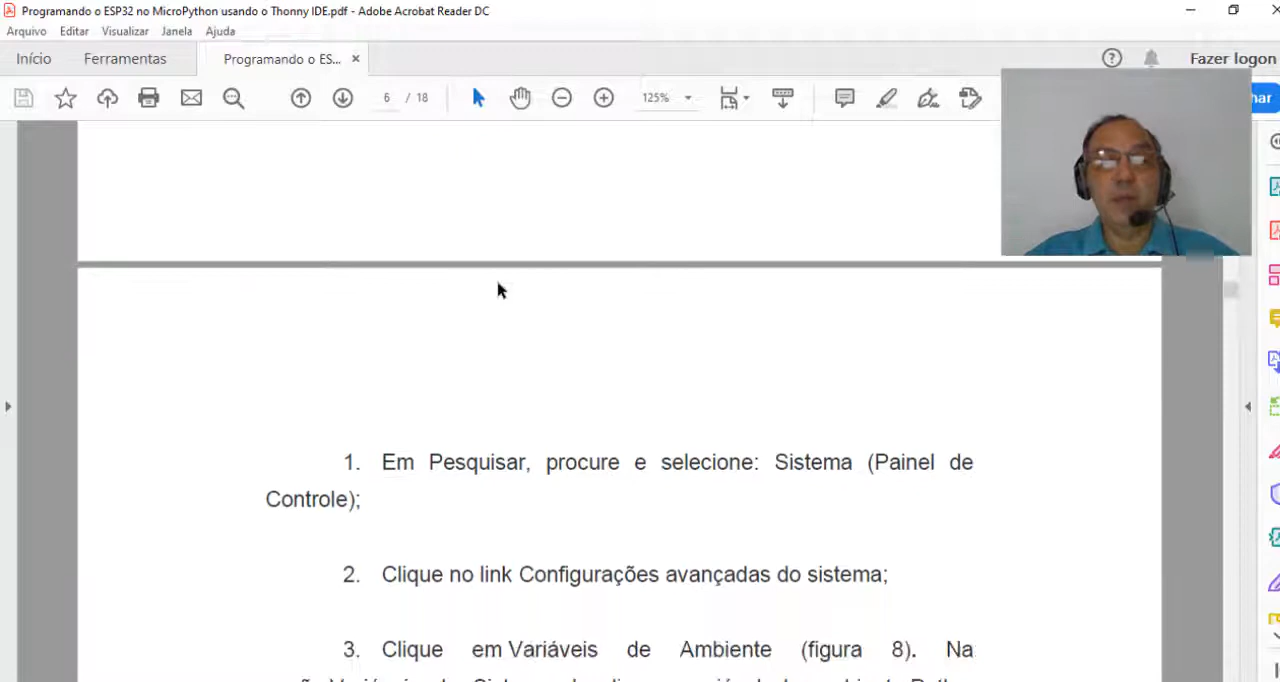 Programando o ESP32 no MicroPython usando o Thonny IDE.pdf - Adobe Acrobat Reader DC
Arquivo Editar Visualizar Janela Ajuda
Início Ferramentas Programando o ES... Fazer logon
6 / 18 125%
1. Em Pesquisar, procure e selecione: Sistema (Painel de
Controle);
2. Clique no link Configurações avançadas do sistema;
3. Clique em Variáveis de Ambiente (figura 8). Na